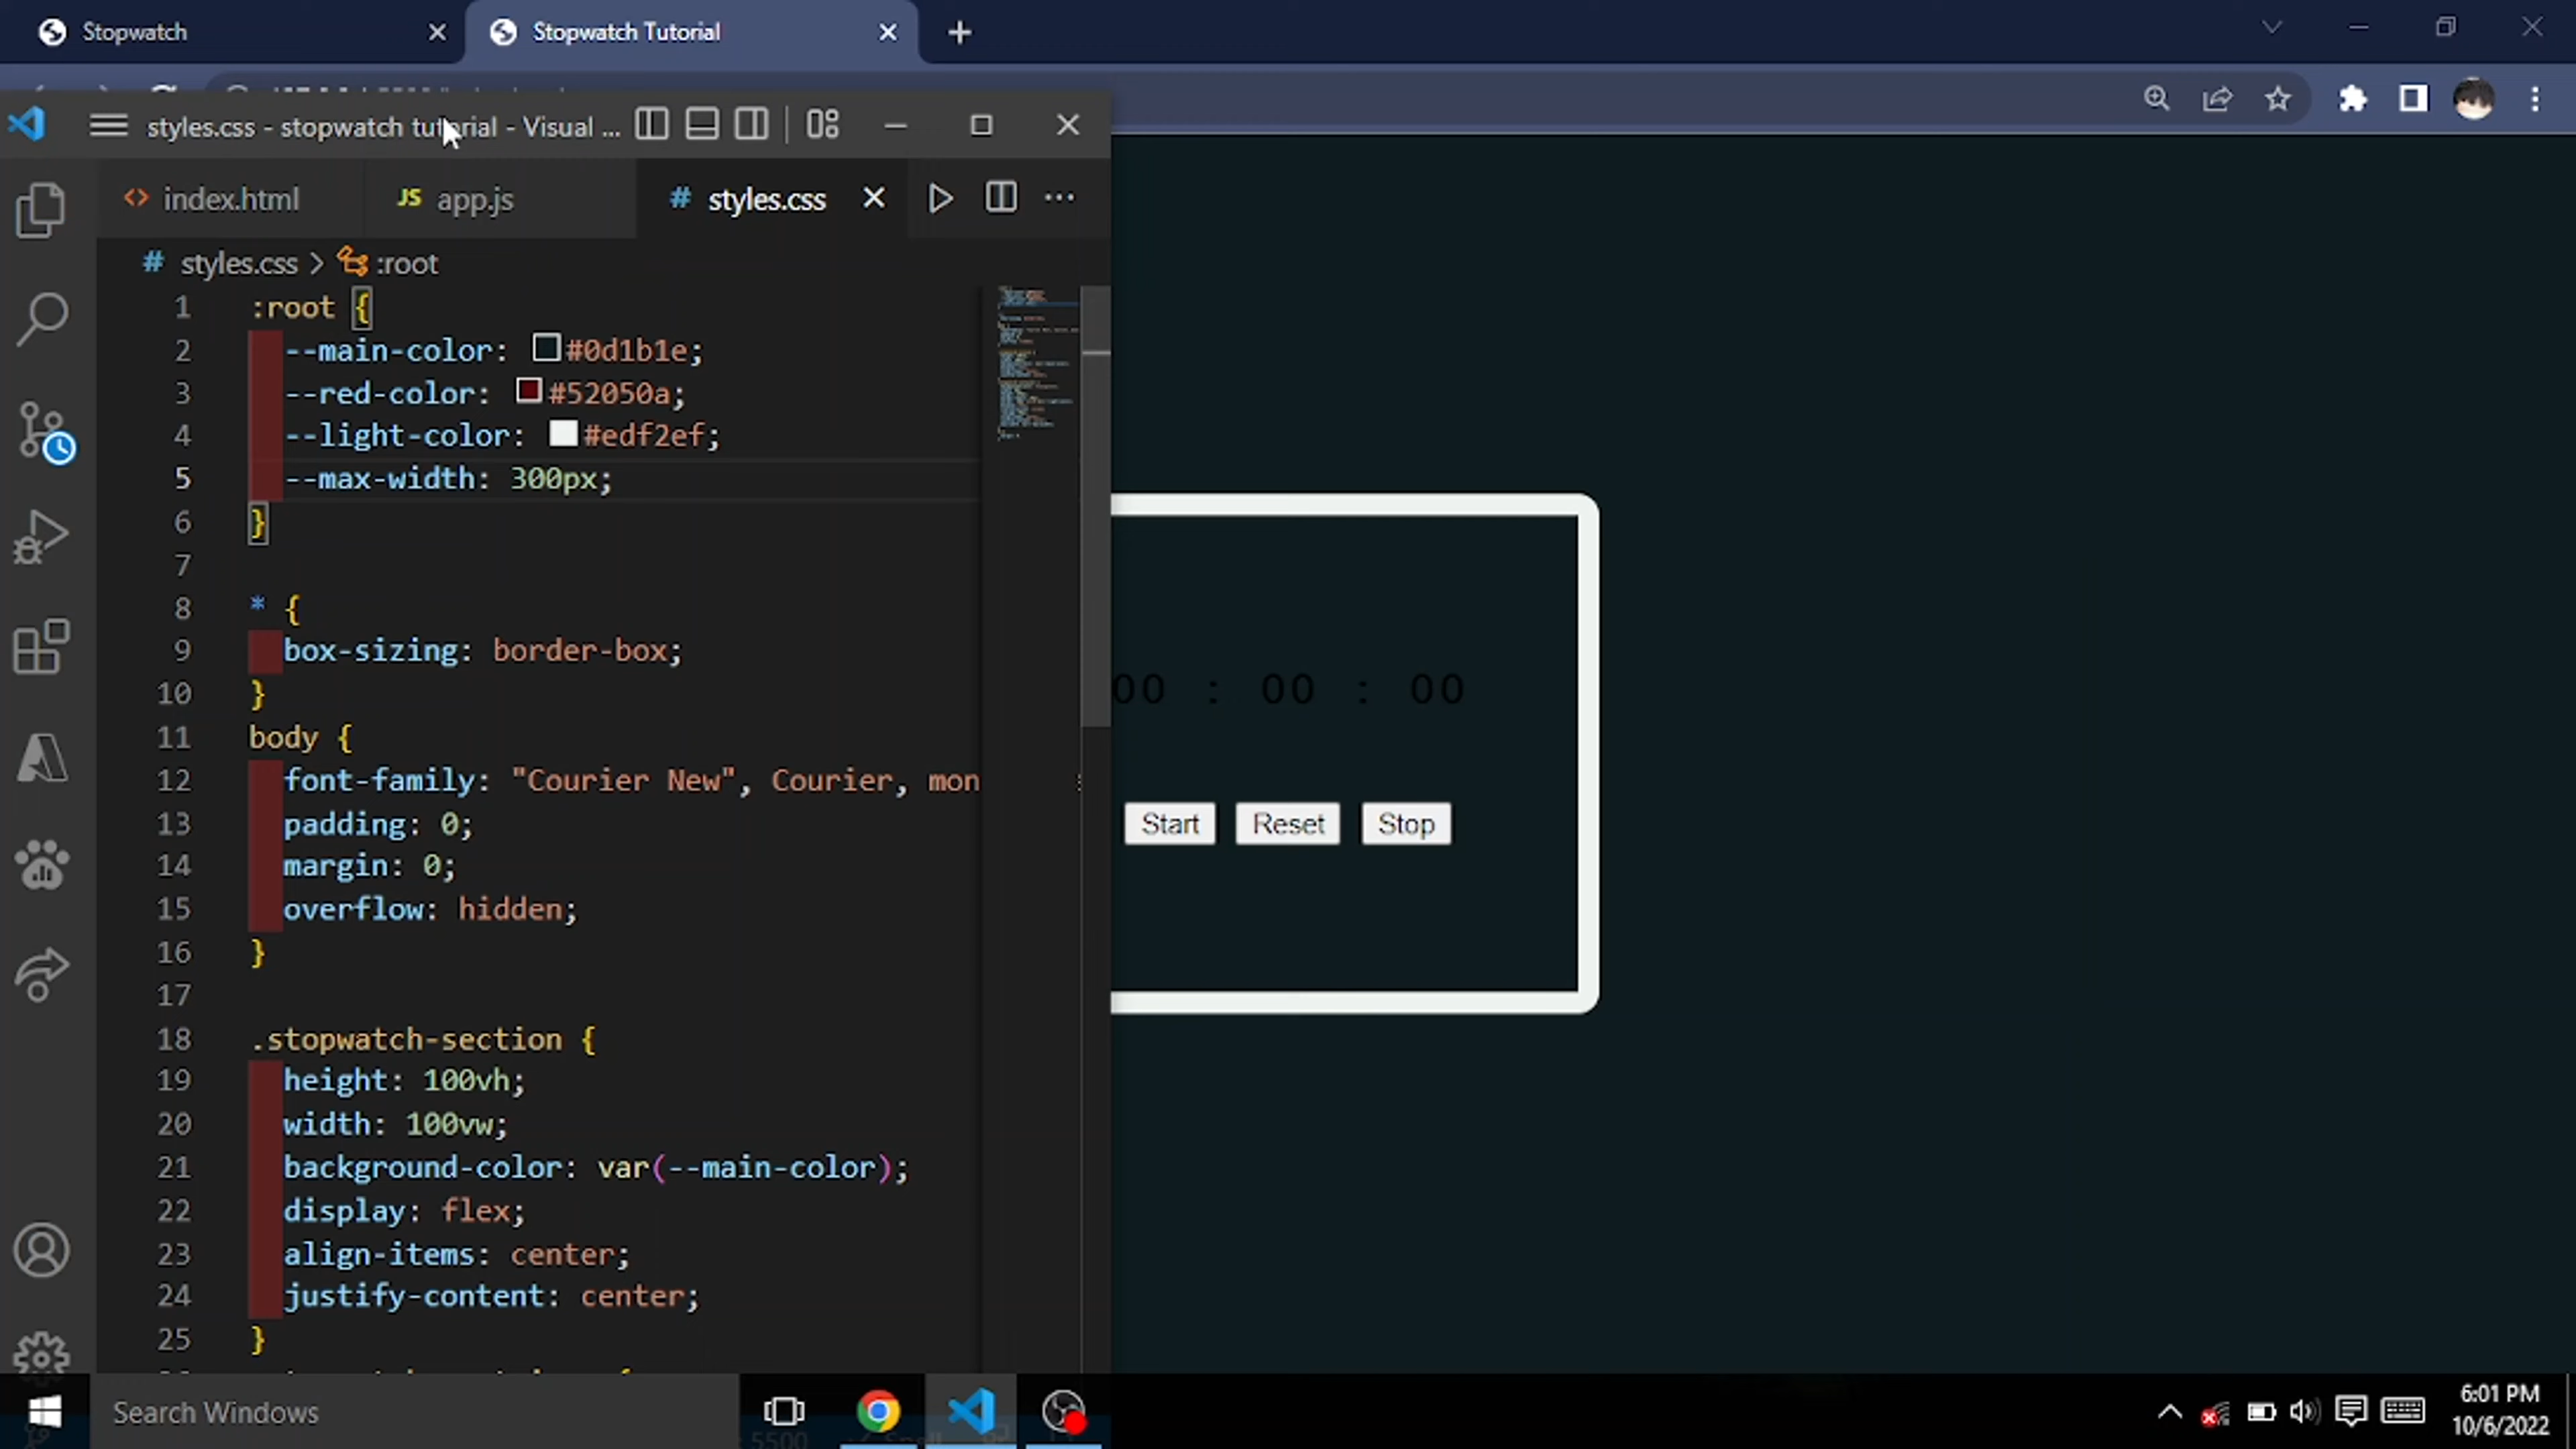 Stopwatch
Stopwatch Tutorial
styles.css - stopwatch tutorial - Visual ...
index.html
JS app.js
# styles.css
# styles.css > :root
1 :root {
2 --main-color: #0d1b1e;
3 --red-color: #52050a;
4 --light-color: #edf2ef;
5 --max-width: 300px;
6 }
7
8 * {
9 box-sizing: border-box;
10 }
11 body {
12 font-family: "Courier New", Courier, mon
13 padding: 0;
14 margin: 0;
15 overflow: hidden;
16 }
17
18 .stopwatch-section {
19 height: 100vh;
20 width: 100vw;
21 background-color: var(--main-color);
22 display: flex;
23 align-items: center;
24 justify-content: center;
25 }
00 : 00 : 00
Start Reset Stop
Search Windows
6:01 PM
10/6/2022